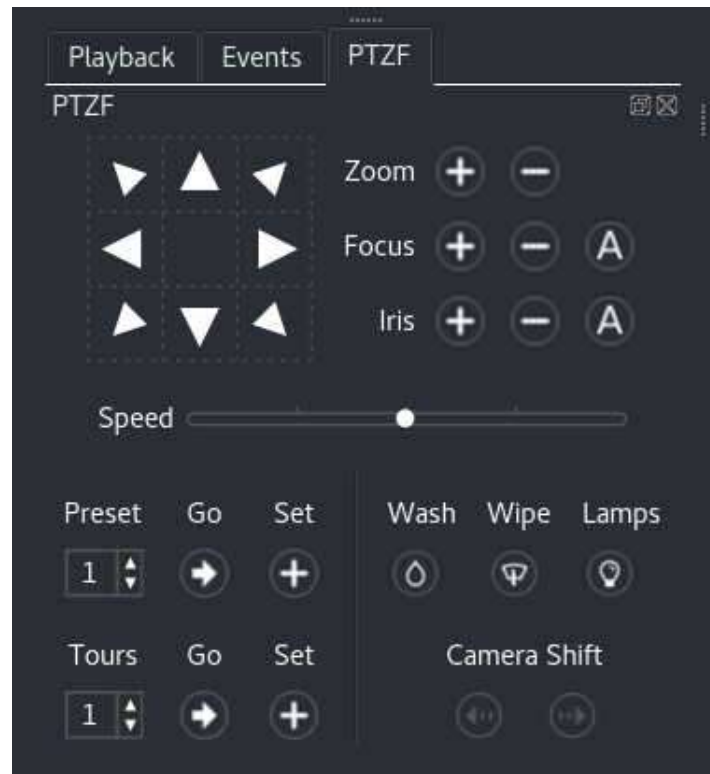 Playback Events PTZF
PTZF
Zoom
Focus A
Iris A
Speed
Preset Go Set Wash Wipe Lamps
1
Tours Go Set Camera Shift
1